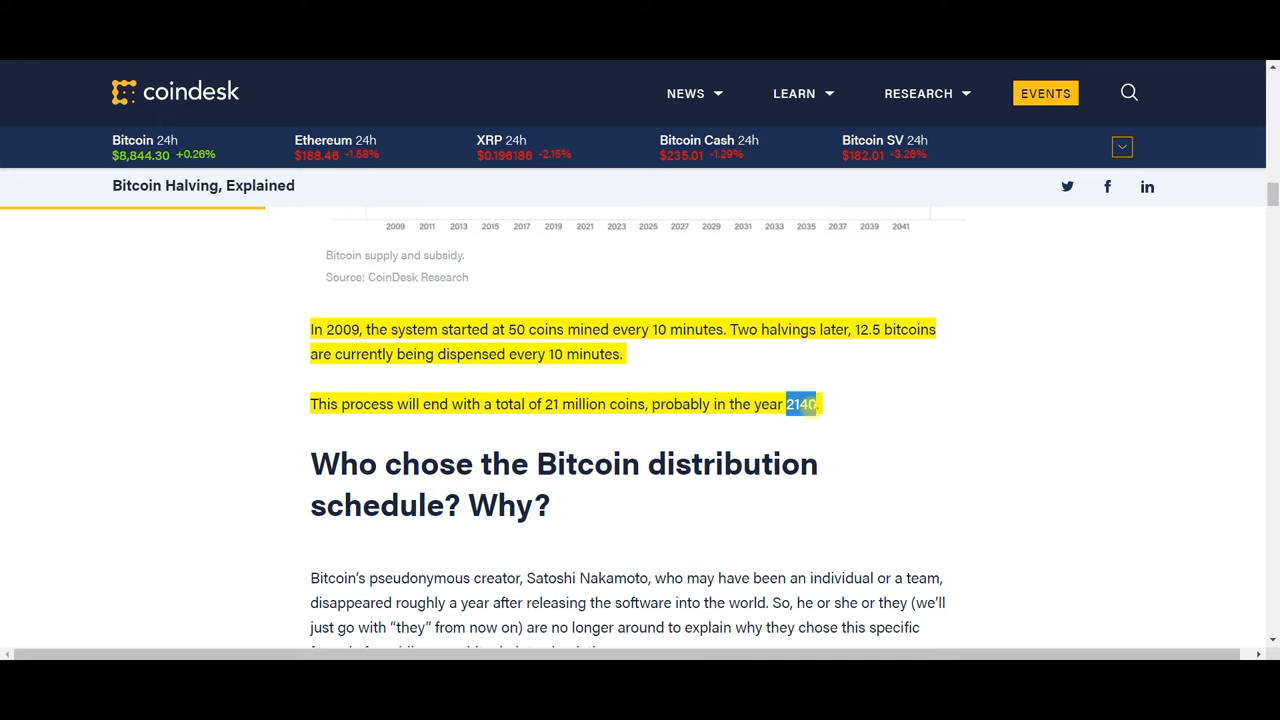 coindesk
NEWS LEARN RESEARCH EVENTS
Bitcoin 24h Ethereum 24h XRP 24h Bitcoin Cash 24h Bitcoin SV 24h
$8,844.30 +0.26% $188.46 -1.58% $0.196186 -2.15% $235.01 -1.29% $182.01 -3.26%
Bitcoin Halving, Explained
2009 2011 2013 2015 2017 2019 2021 2023 2025 2027 2029 2031 2033 2035 2037 2039 2041
Bitcoin supply and subsidy.
Source: CoinDesk Research
In 2009, the system started at 50 coins mined every 10 minutes. Two halvings later, 12.5 bitcoins
are currently being dispensed every 10 minutes.
This process will end with a total of 21 million coins, probably in the year 2140.
Who chose the Bitcoin distribution
schedule? Why?
Bitcoin’s pseudonymous creator, Satoshi Nakamoto, who may have been an individual or a team,
disappeared roughly a year after releasing the software into the world. So, he or she or they (we’ll
just go with “they” from now on) are no longer around to explain why they chose this specific